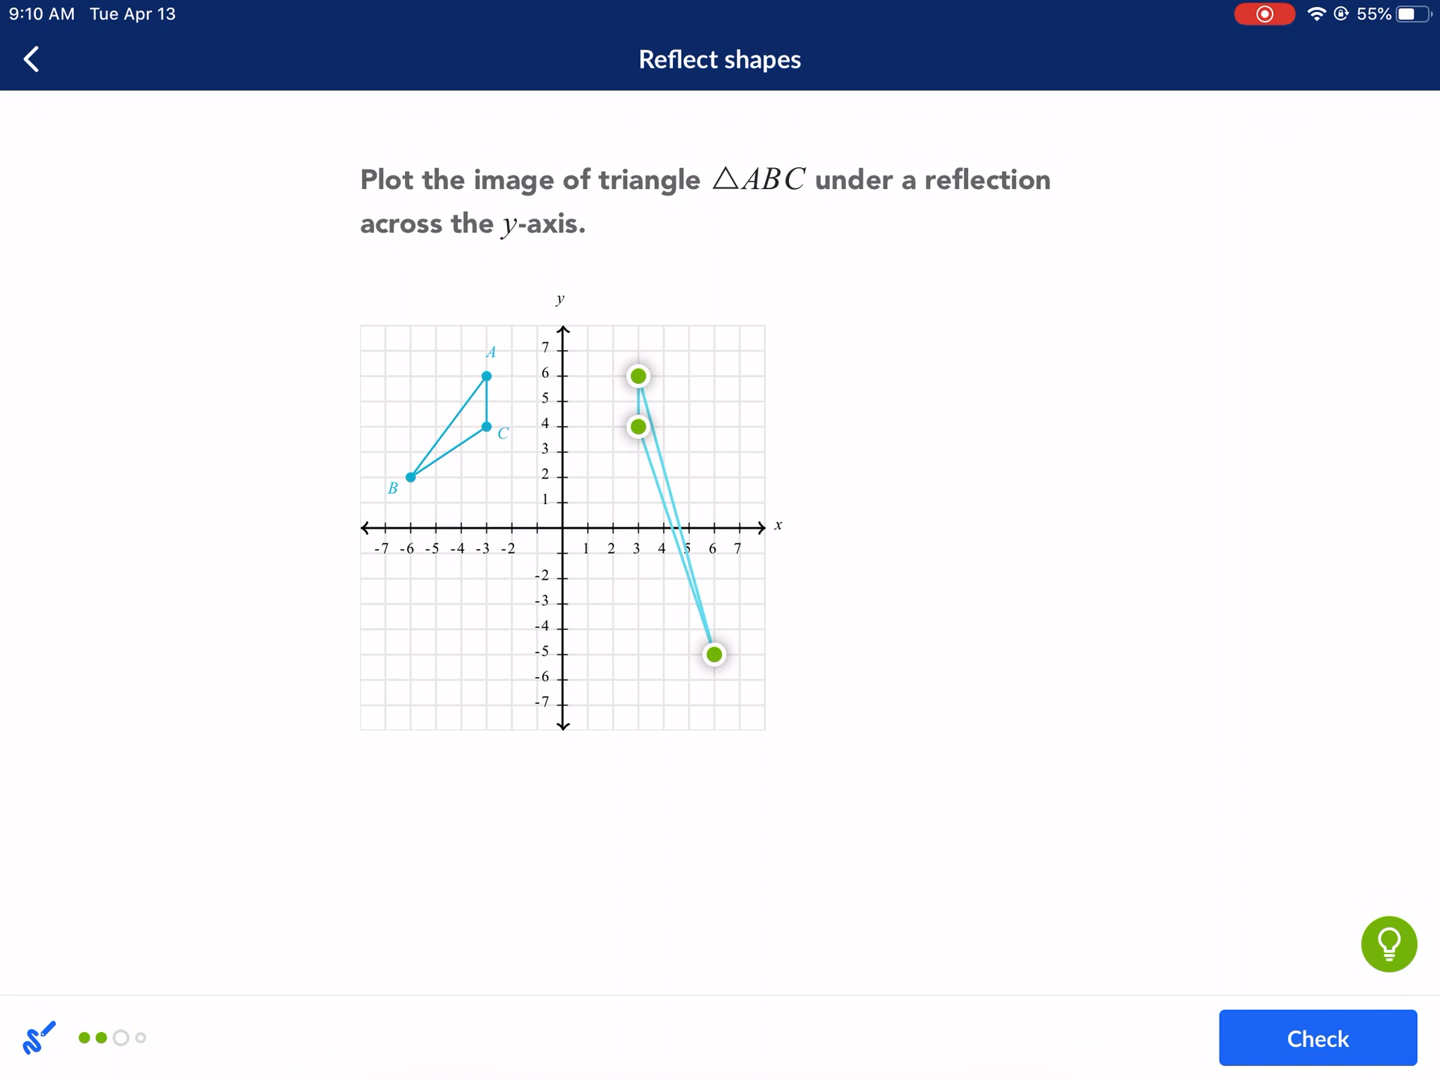 9:10 AM Tue Apr 13
55%
Reflect shapes
Plot the image of triangle △ABC under a reflection
across the y-axis.
y
7
A
6
5
4
C
3
2
B
1
x
-7 -6 -5 -4 -3 -2 1 2 3 4 5 6 7
-2
-3
-4
-5
-6
-7
Check